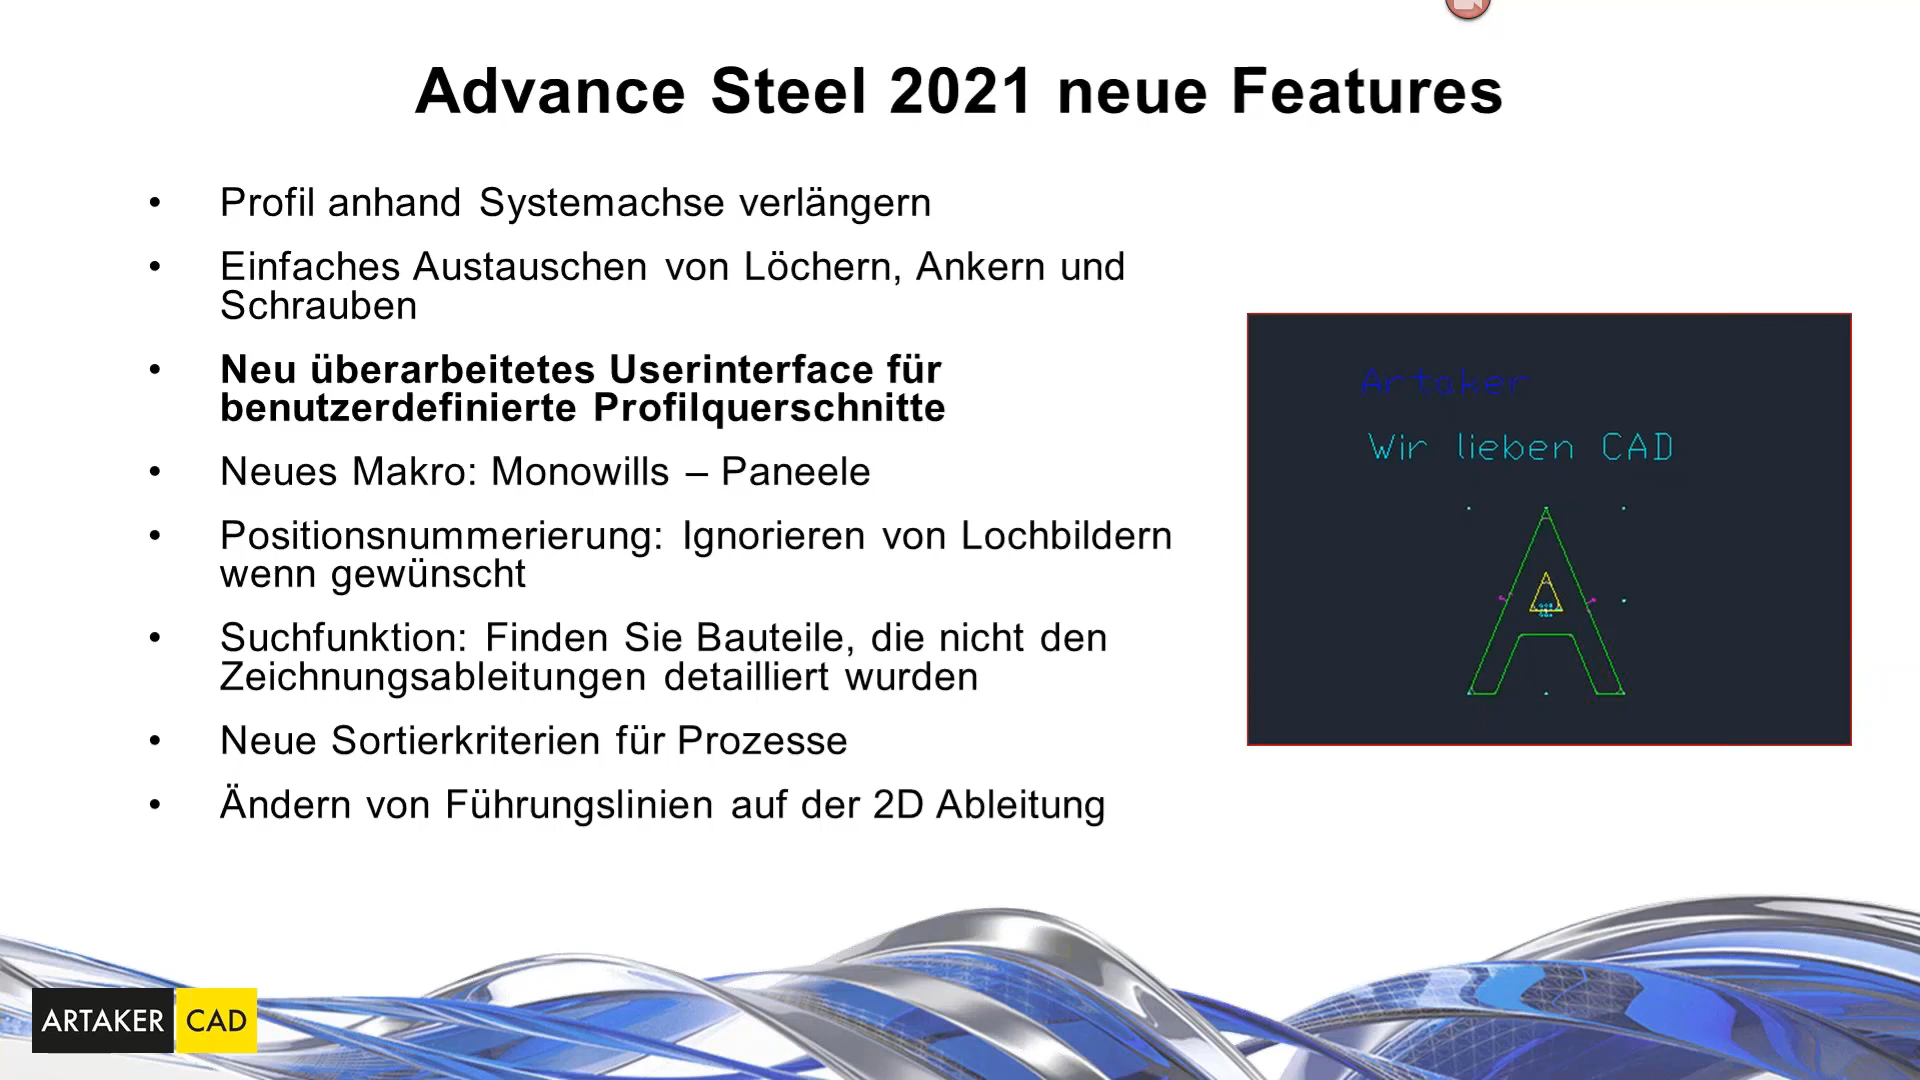 Advance Steel 2021 neue Features
• Profil anhand Systemachse verlängern
• Einfaches Austauschen von Löchern, Ankern und
Schrauben
• Neu überarbeitetes Userinterface für
benutzerdefinierte Profilquerschnitte
• Neues Makro: Monowills – Paneele
• Positionsnummerierung: Ignorieren von Lochbildern
wenn gewünscht
• Suchfunktion: Finden Sie Bauteile, die nicht den
Zeichnungsableitungen detailliert wurden
• Neue Sortierkriterien für Prozesse
• Ändern von Führungslinien auf der 2D Ableitung
Artaker
Wir lieben CAD
A
ARTAKER CAD